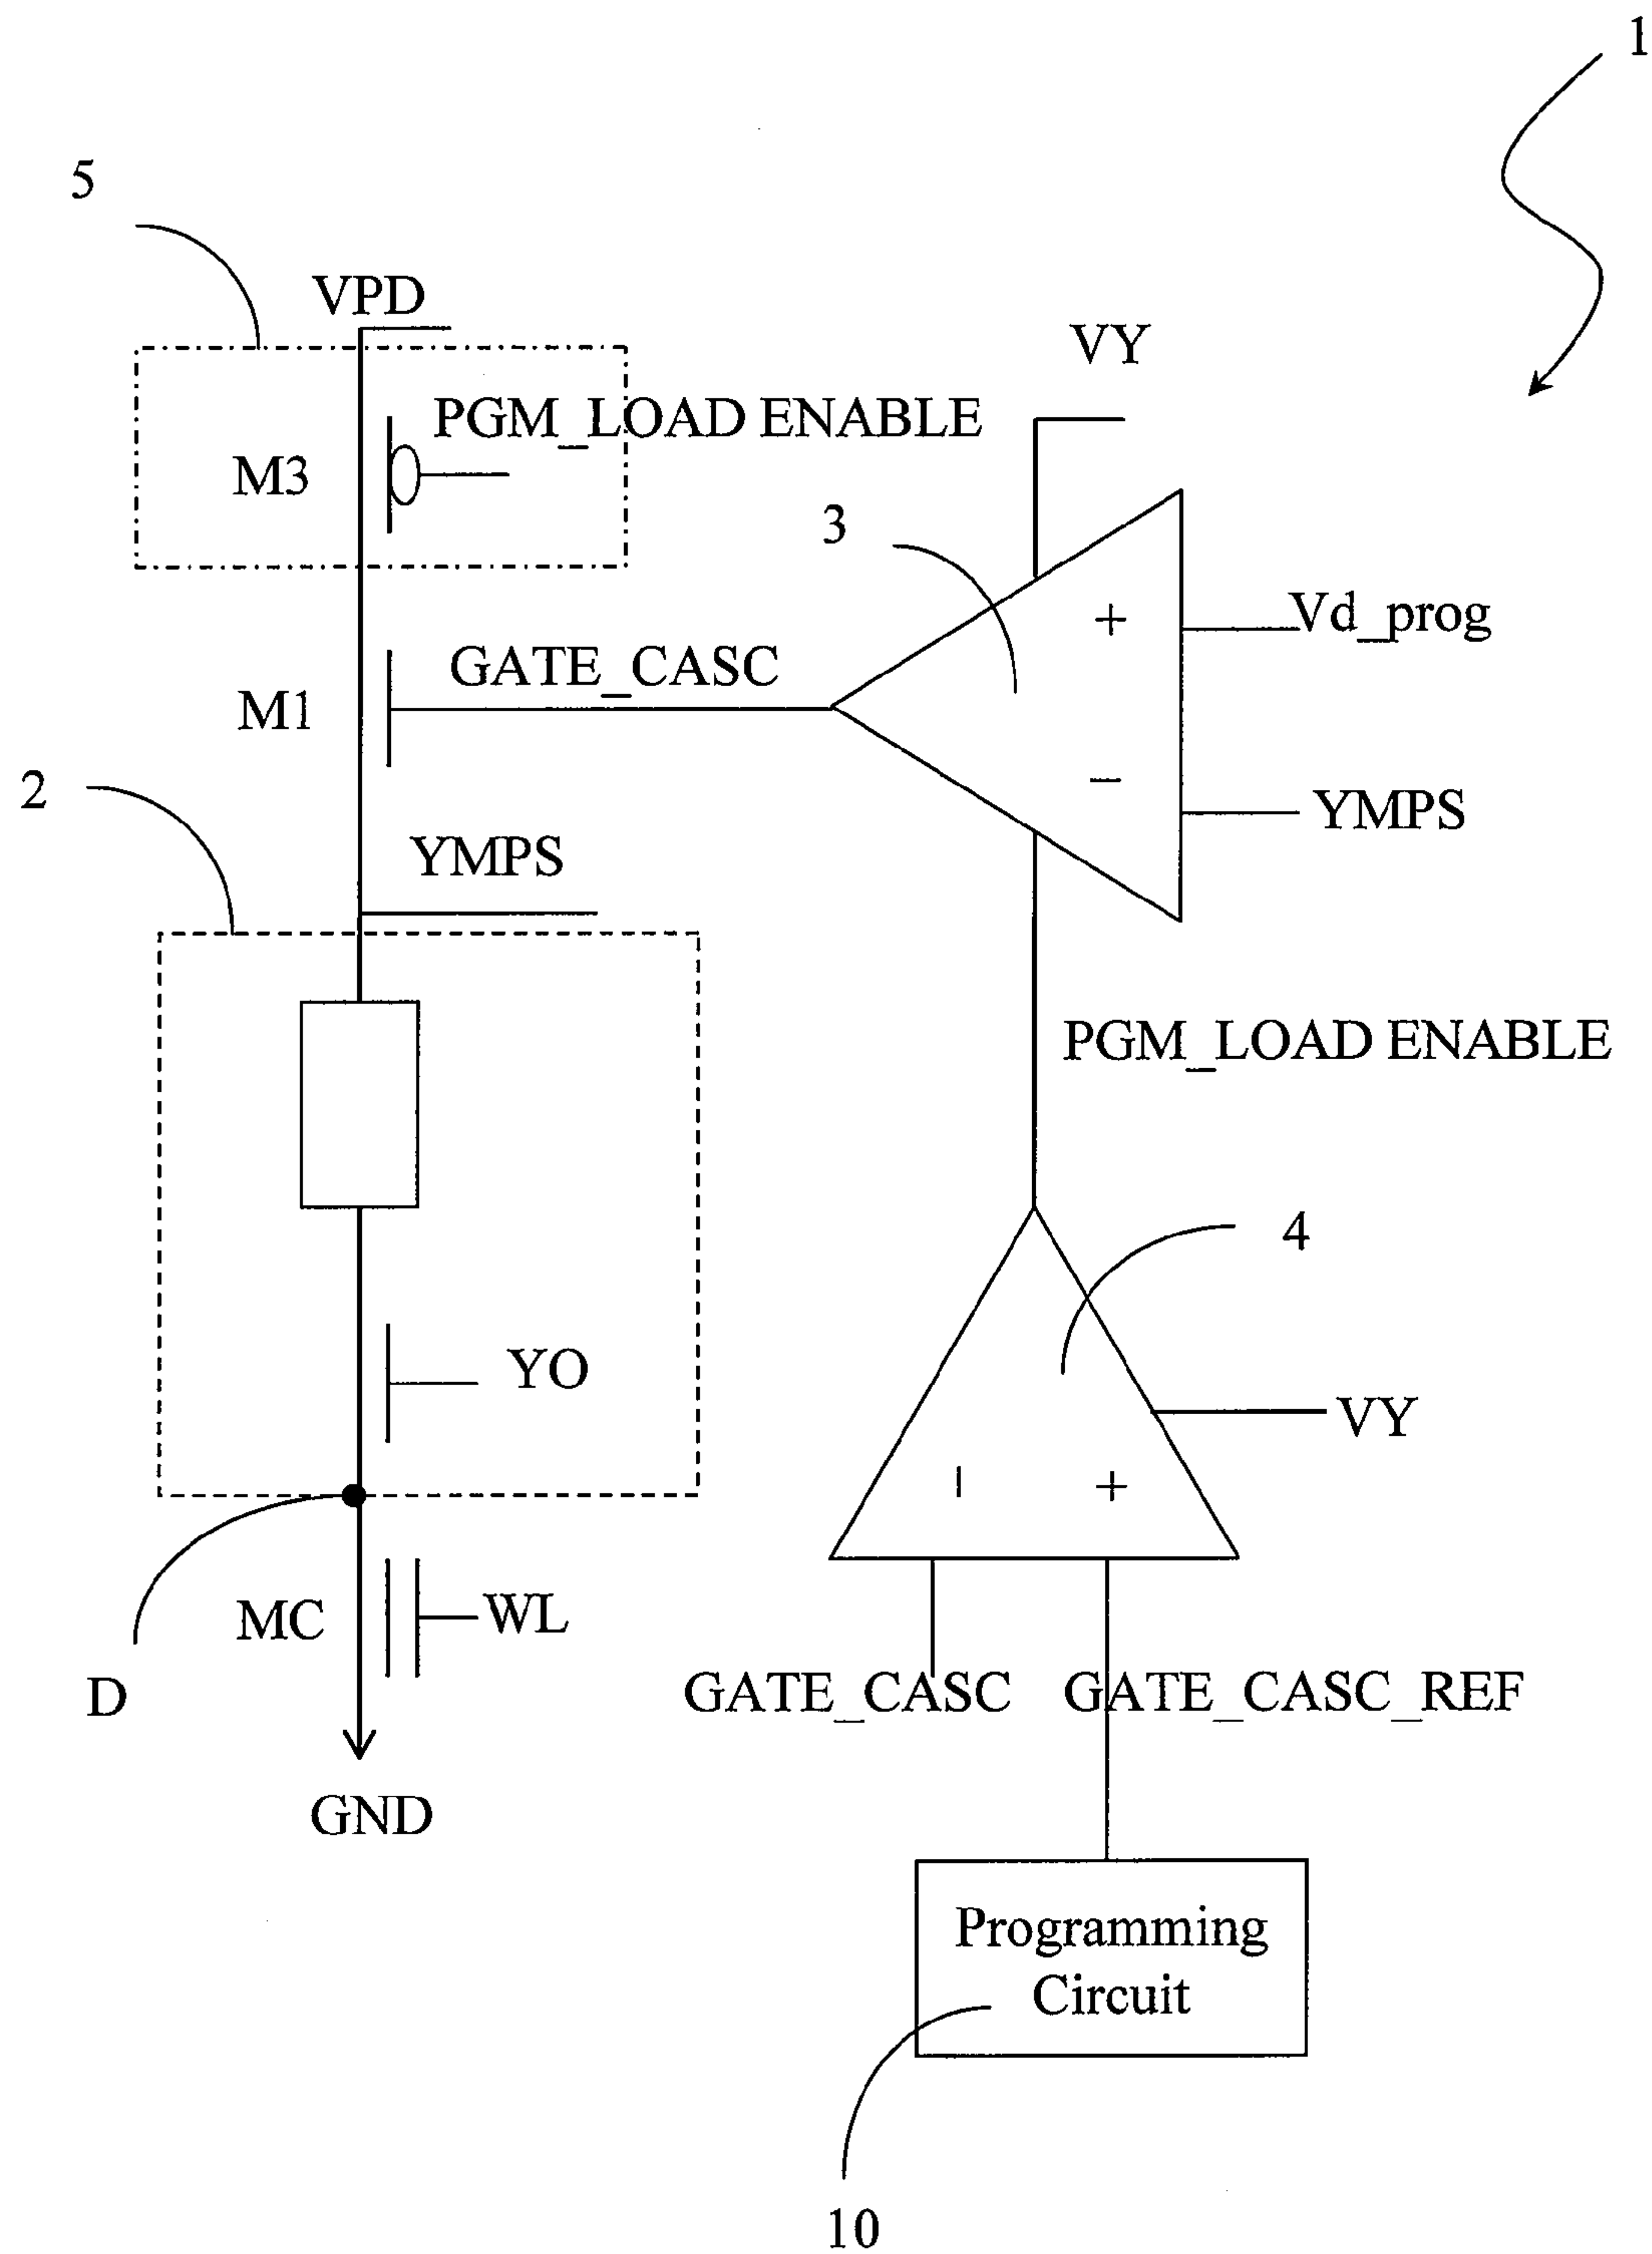 1
5
VPD
VY
PGM_LOAD ENABLE
M3
3
+
Vd_prog
GATE_CASC
M1
−
YMPS
2
YMPS
PGM_LOAD ENABLE
4
YO
VY
− +
MC
WL
D
GATE_CASC
GATE_CASC_REF
GND
Programming
Circuit
10